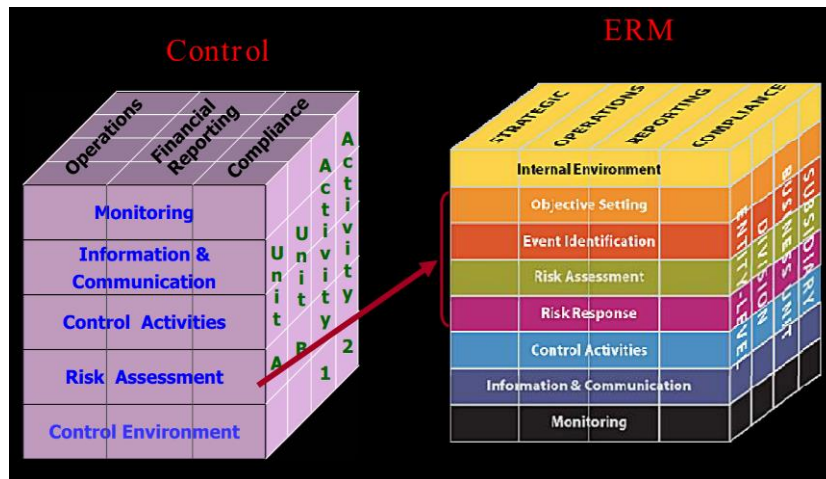 Control
ERM
Operations
Financial
Reporting
Compliance
Monitoring
Information &
Communication
Control Activities
Risk Assessment
Control Environment
Unit A
Unit B
Activity 1
Activity 2
STRATEGIC
OPERATIONS
REPORTING
COMPLIANCE
Internal Environment
Objective Setting
Event Identification
Risk Assessment
Risk Response
Control Activities
Information & Communication
Monitoring
ENTITY-LEVEL
DIVISION
BUSINESS UNIT
SUBSIDIARY